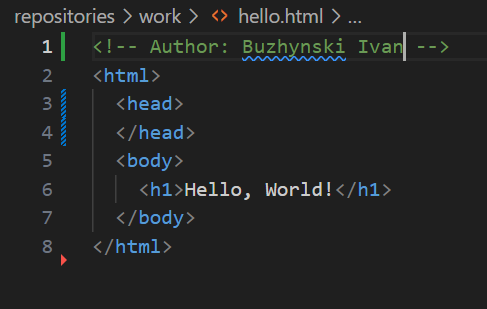 repositories > work > <> hello.html > ...
1 <!-- Author: Buzhynski Ivan -->
2 <html>
3 <head>
4 </head>
5 <body>
6 <h1>Hello, World!</h1>
7 </body>
8 </html>